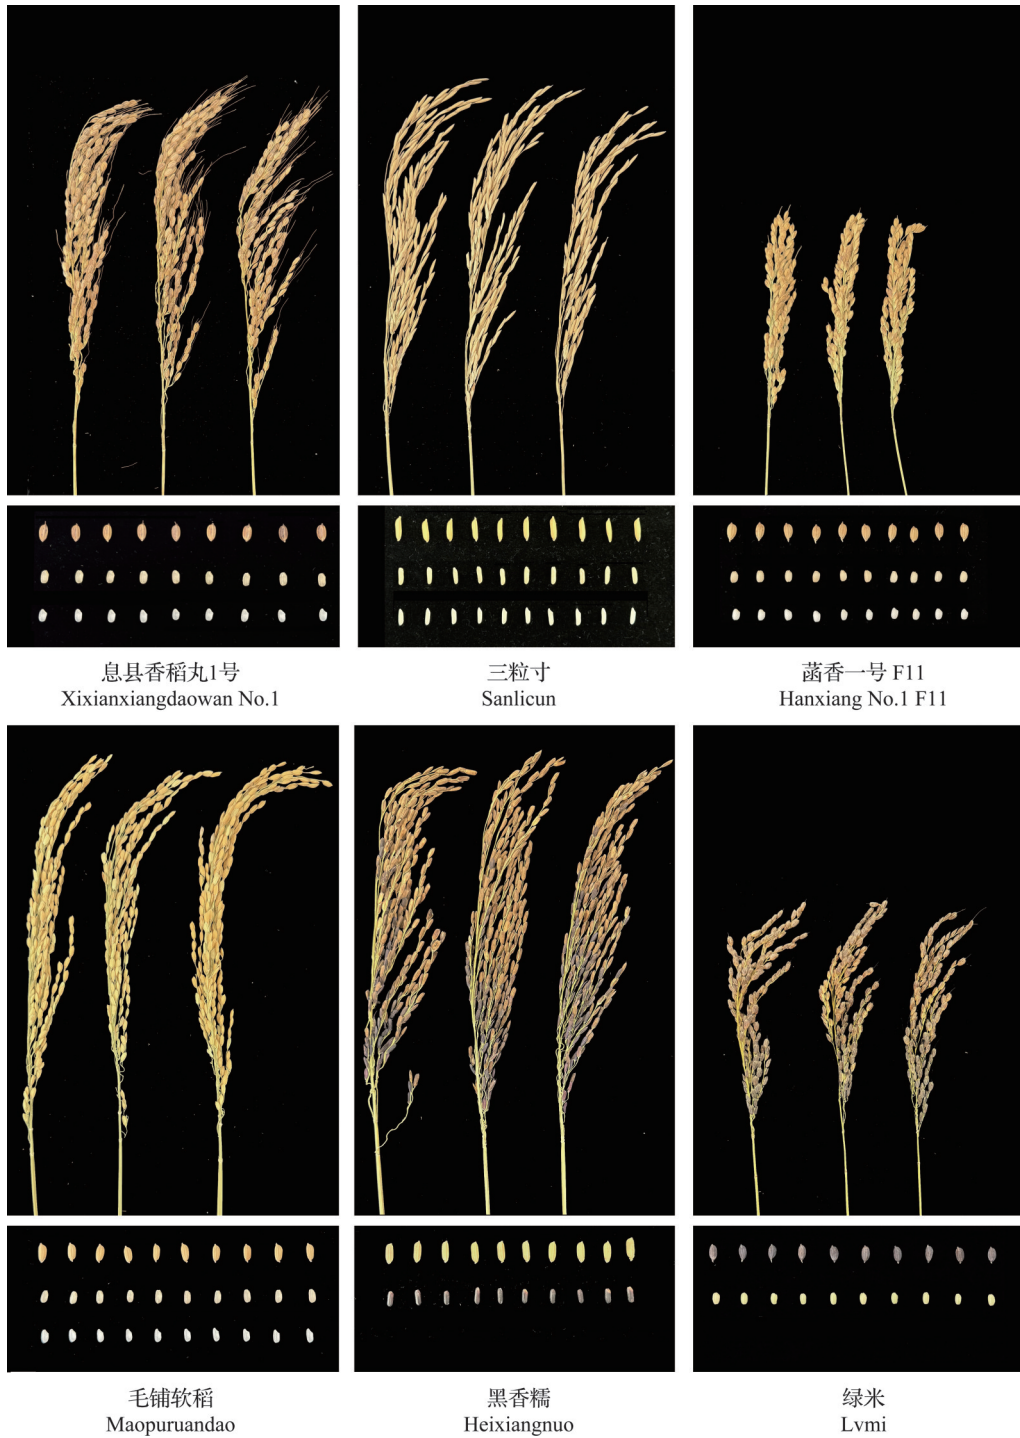 息县香稻丸1号
Xixianxiangdaowan No.1
三粒寸
Sanlicun
菡香一号 F11
Hanxiang No.1 F11
毛铺软稻
Maopuruandao
黑香糯
Heixiangnuo
绿米
Lvmi